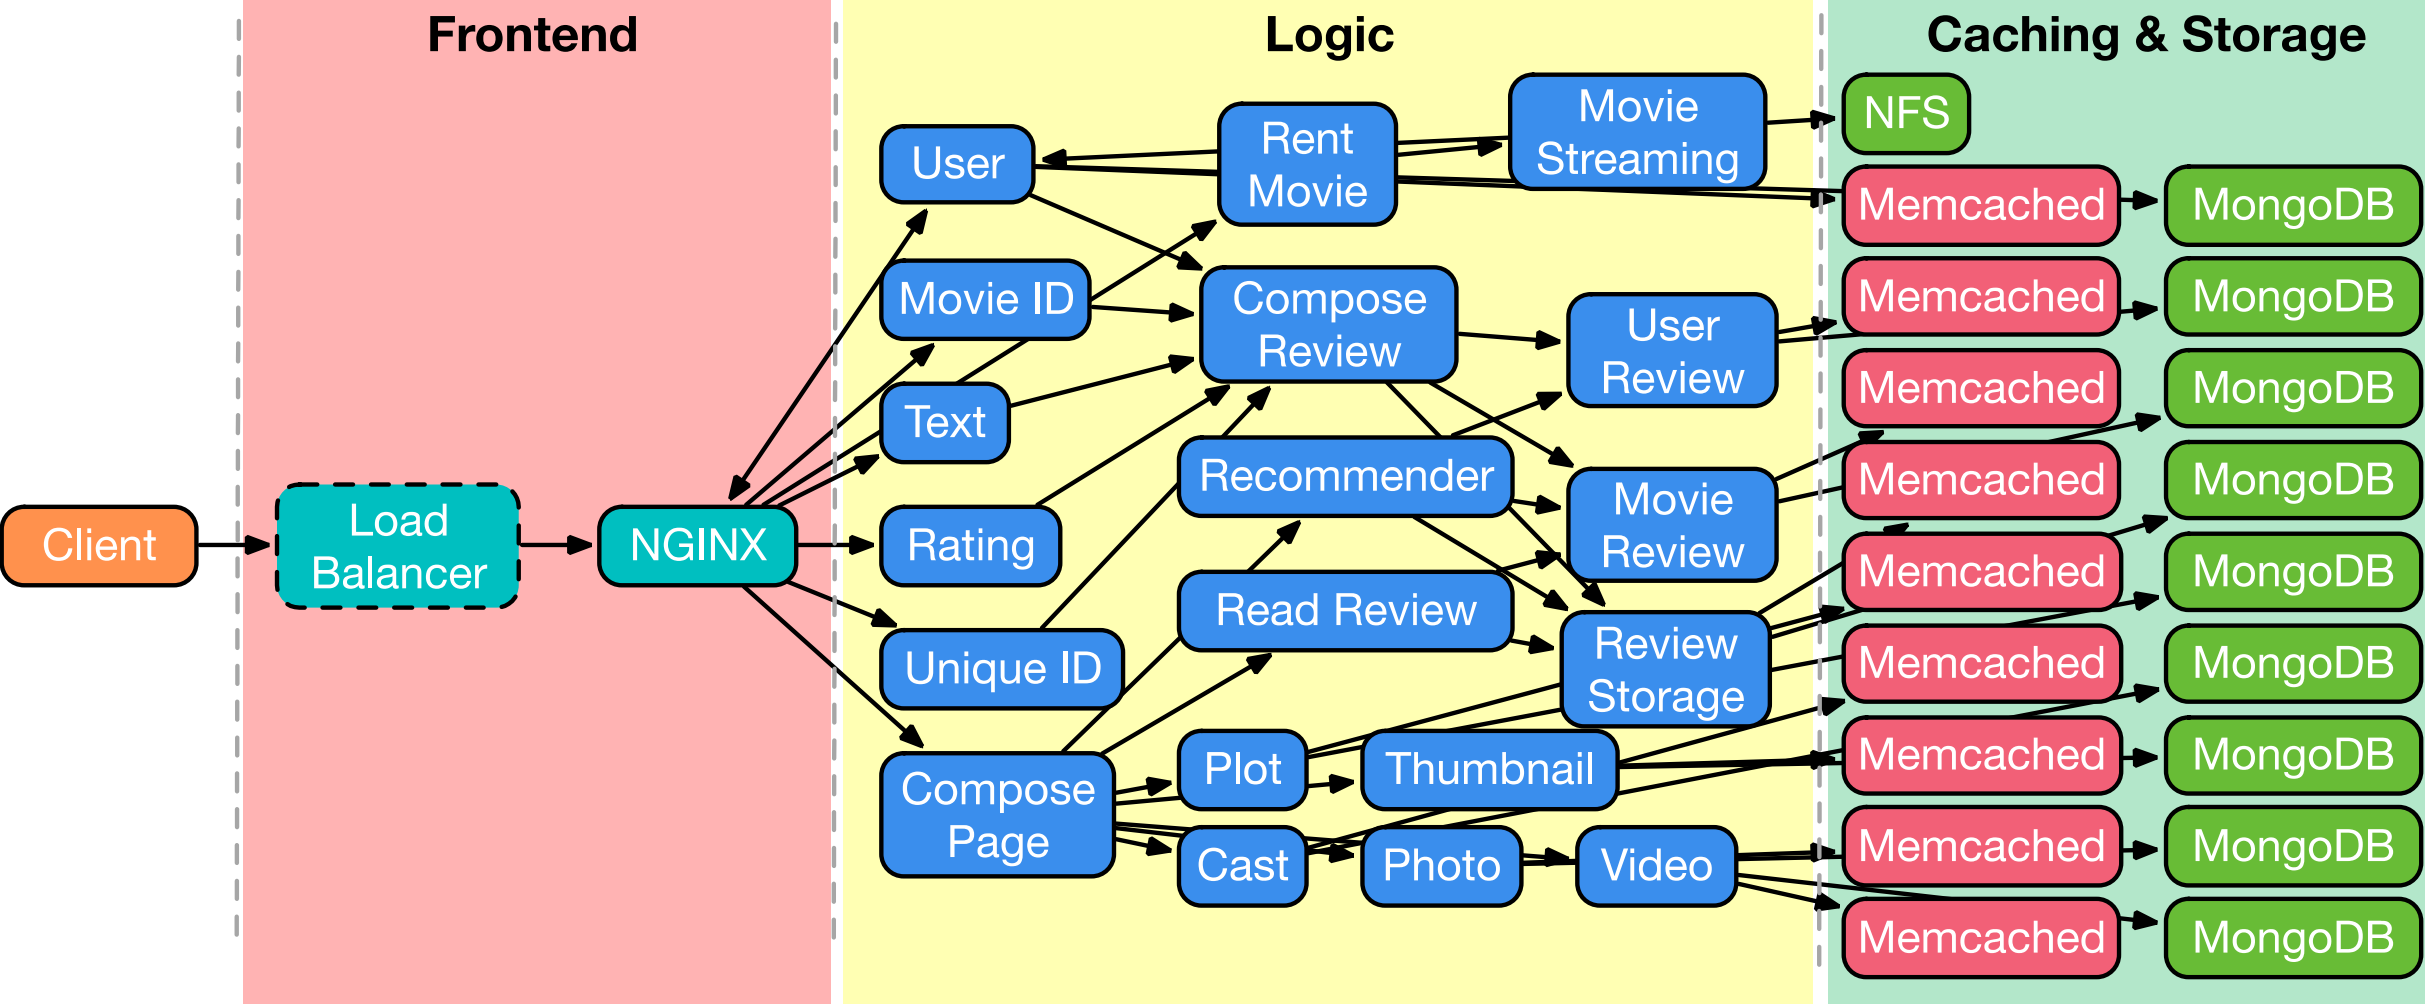 Frontend
Logic
Caching & Storage
Client
Load
Balancer
NGINX
User
Movie ID
Text
Rating
Unique ID
Compose
Page
Rent
Movie
Compose
Review
Recommender
Read Review
Plot
Thumbnail
Cast
Photo
Video
Movie
Streaming
User
Review
Movie
Review
Review
Storage
NFS
Memcached
MongoDB
Memcached
MongoDB
Memcached
MongoDB
Memcached
MongoDB
Memcached
MongoDB
Memcached
MongoDB
Memcached
MongoDB
Memcached
MongoDB
Memcached
MongoDB